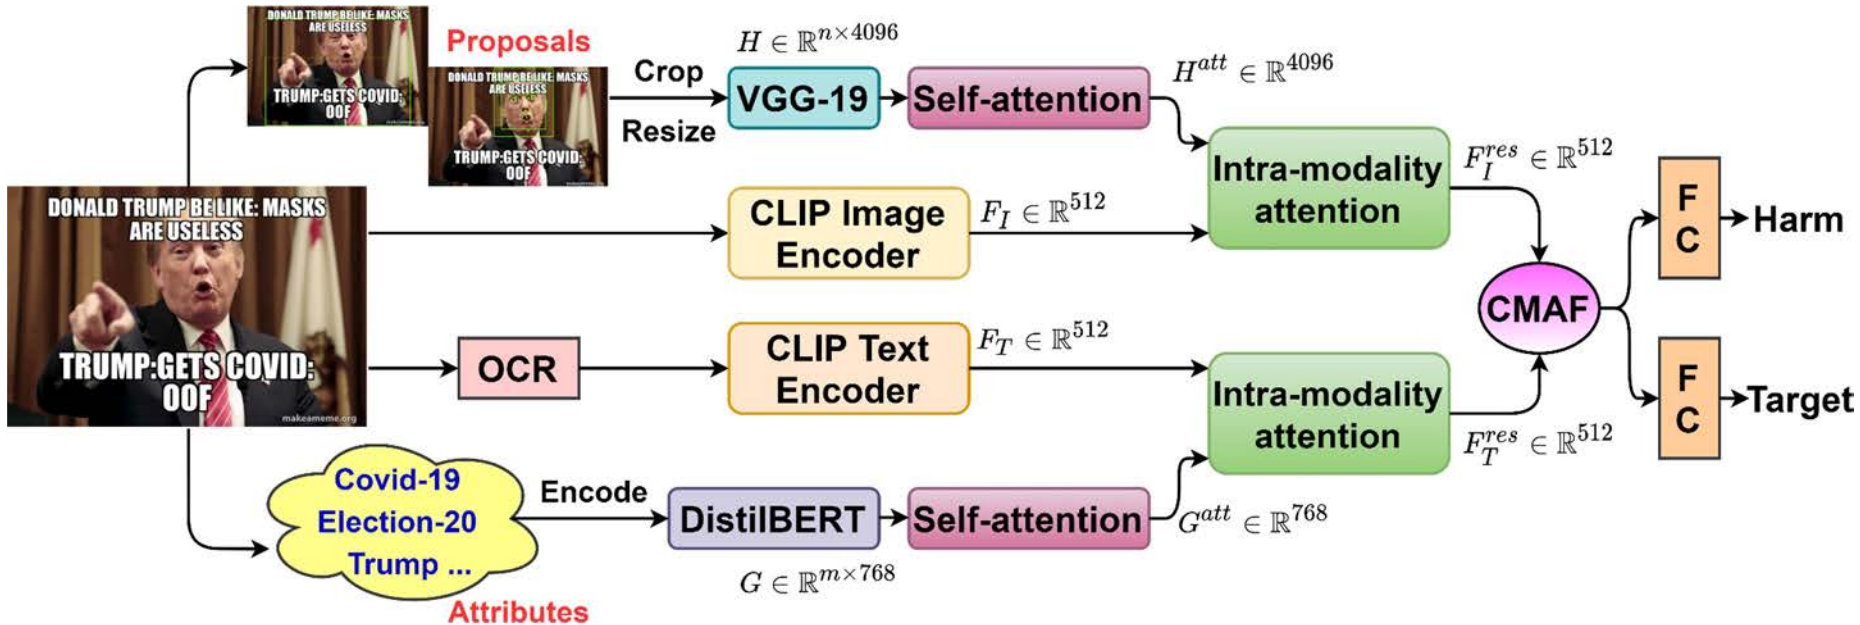 DONALD TRUMP BE LIKE: MASKS
ARE USELESS
TRUMP:GETS COVID:
OOF
Proposals
DONALD TRUMP BE LIKE: MASKS
ARE USELESS
TRUMP:GETS COVID:
OOF
Crop
Resize
H ∈ ℝ^{n×4096}
VGG-19
Self-attention
H^{att} ∈ ℝ^{4096}
DONALD TRUMP BE LIKE: MASKS
ARE USELESS
TRUMP:GETS COVID:
OOF
makeameme.org
CLIP Image
Encoder
F_I ∈ ℝ^{512}
Intra-modality
attention
F_I^{res} ∈ ℝ^{512}
OCR
CLIP Text
Encoder
F_T ∈ ℝ^{512}
Intra-modality
attention
F_T^{res} ∈ ℝ^{512}
CMAF
F
C
Harm
F
C
Target
Covid-19
Election-20
Trump ...
Attributes
Encode
DistilBERT
G ∈ ℝ^{m×768}
Self-attention
G^{att} ∈ ℝ^{768}